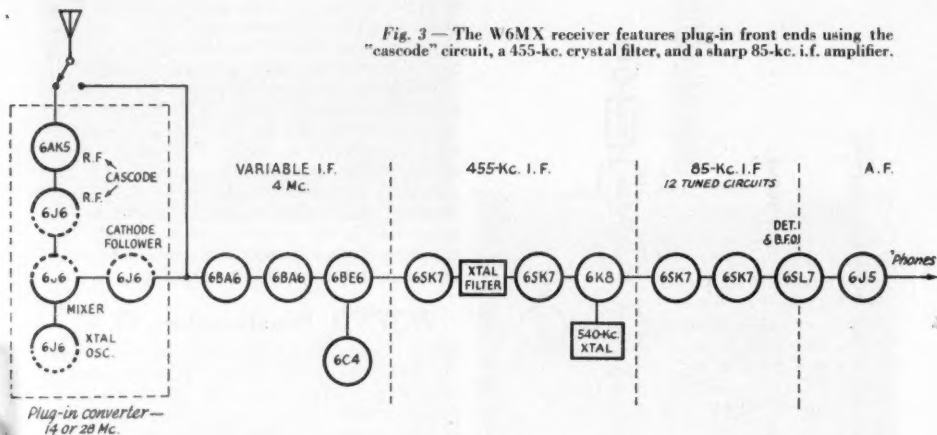 Fig. 3 — The W6MX receiver features plug-in front ends using the
"cascode" circuit, a 455-kc. crystal filter, and a sharp 85-kc. i.f. amplifier.
6AK5
R.F.
CASCODE
R.F.
6J6
CATHODE
FOLLOWER
6J6
6J6
MIXER
6J6
XTAL
OSC.
Plug-in converter—
14 or 28 Mc.
VARIABLE I.F.
4 Mc.
6BA6
6BA6
6BE6
6C4
455-Kc. I.F.
6SK7
XTAL
FILTER
6SK7
6K8
540-Kc.
XTAL
85-Kc. I.F
12 TUNED CIRCUITS
6SK7
6SK7
DET.
& B.F.O.
6SL7
A.F.
6J5
'Phones